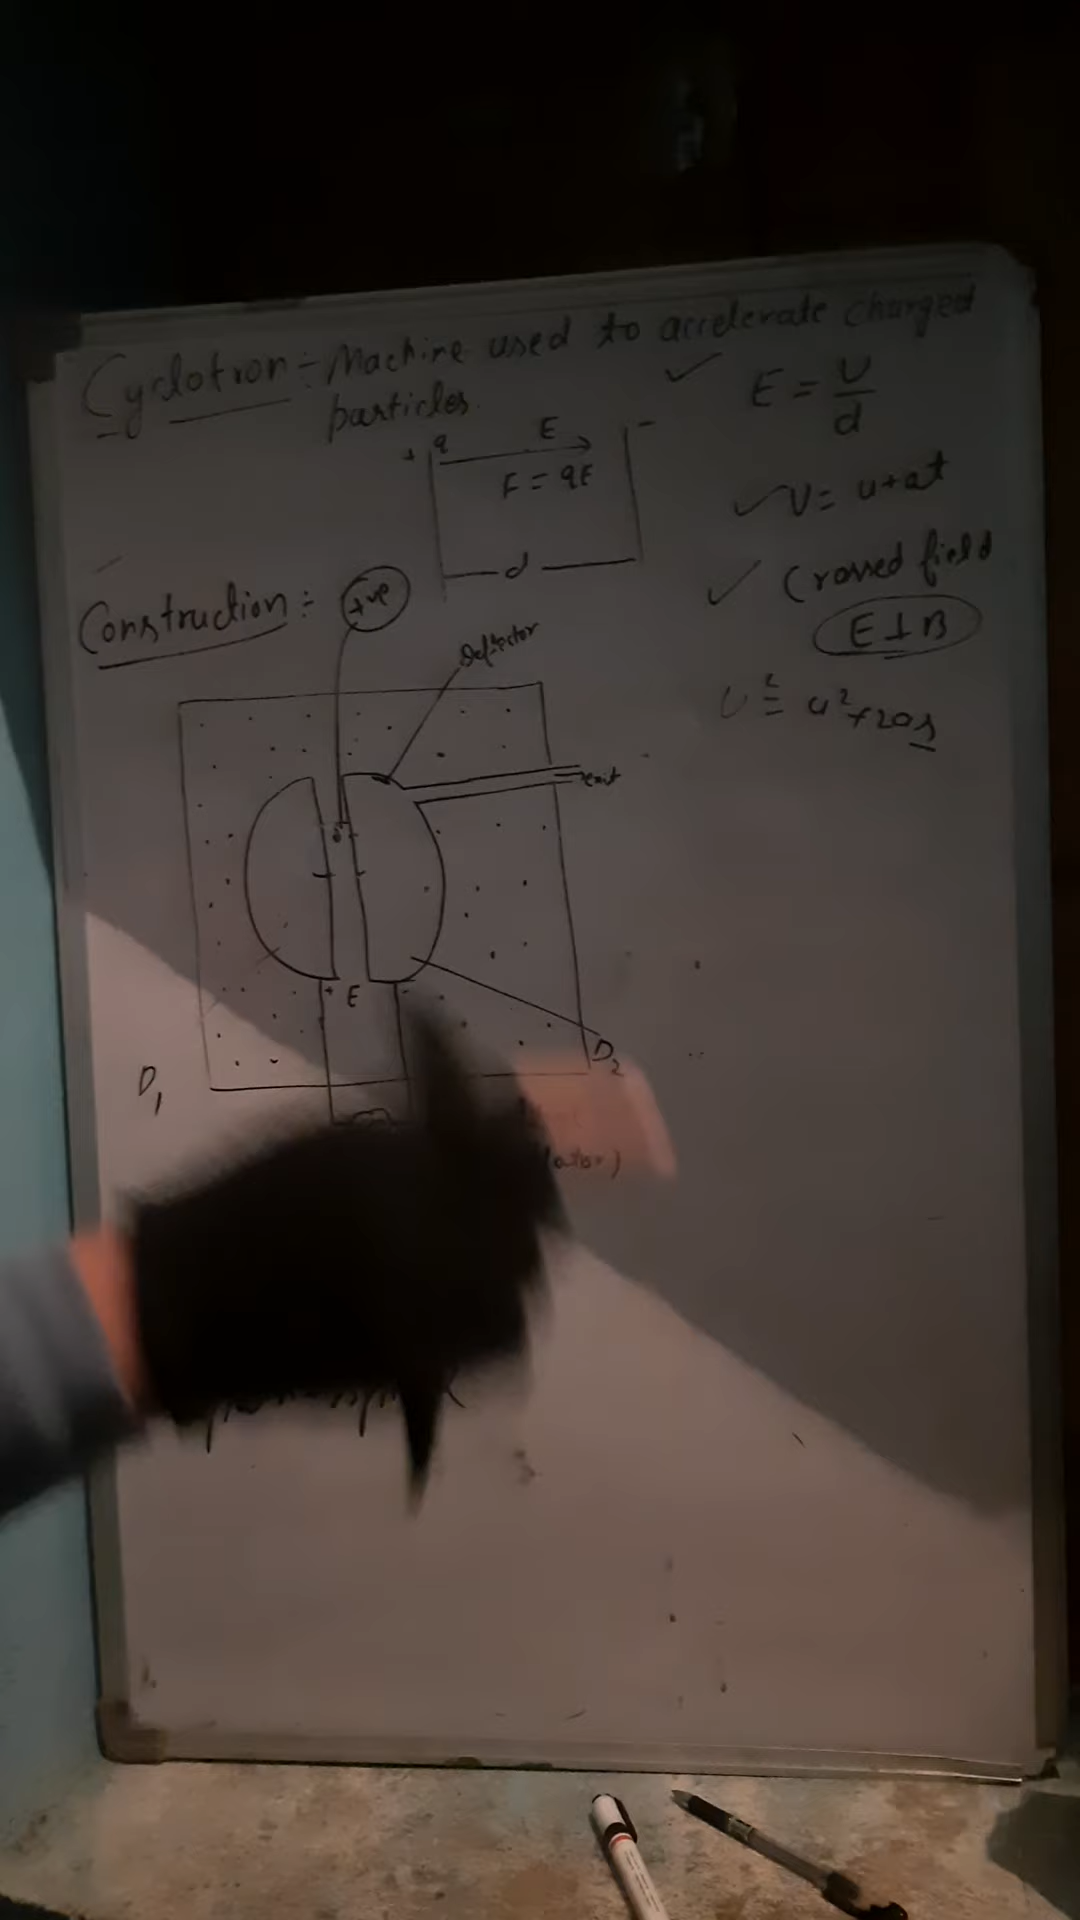 Cyclotron :- Machine used to accelerate charged
particles.
✓ E = V/d
+ q E -
F = qE
✓ V = u+at
d
✓ Crossed field
E⊥B
Construction :-
+ve
Deflector
v² = u²+2as
exit
+ E -
D₁
D₂